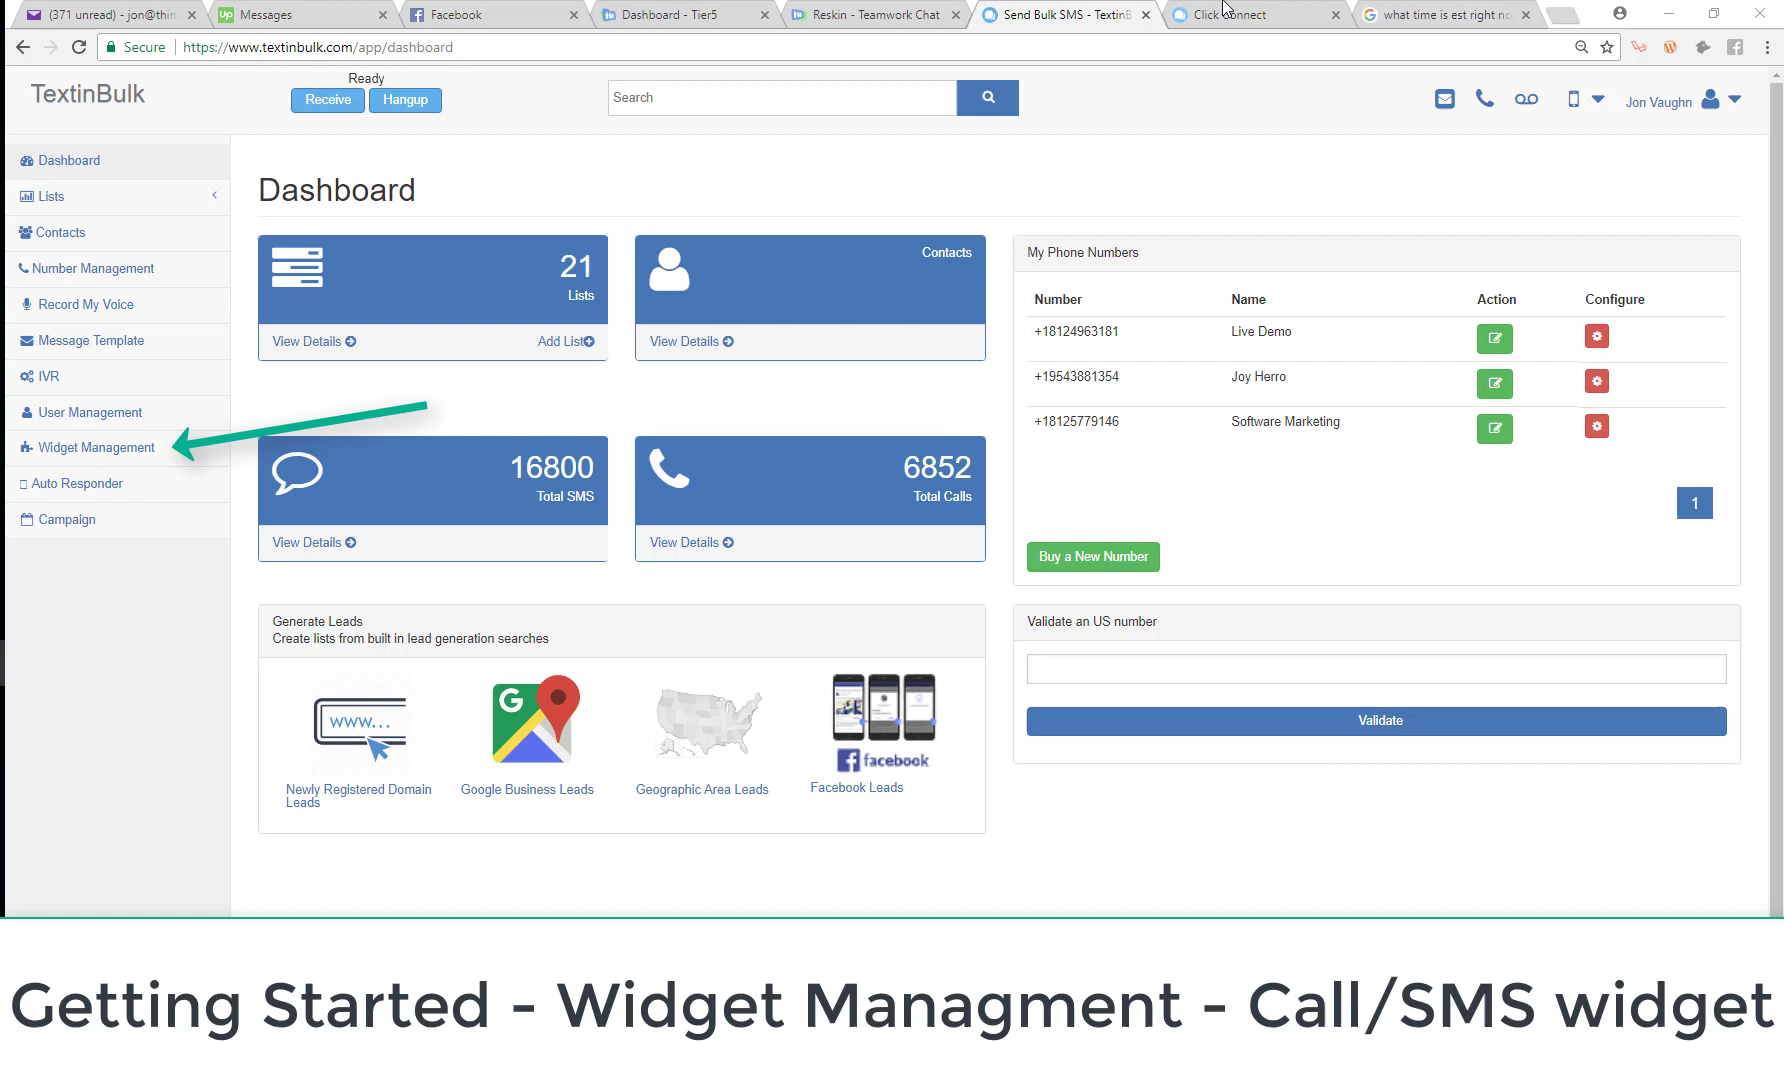 (371 unread) - jon@thin
Messages
Facebook
Dashboard - Tier5
Reskin - Teamwork Chat
Send Bulk SMS - TextinB
Click Connect
what time is est right no
Secure
https://www.textinbulk.com/app/dashboard
TextinBulk
Ready
Receive
Hangup
Search
Jon Vaughn
Dashboard
Lists
Contacts
Number Management
Record My Voice
Message Template
IVR
User Management
Widget Management
Auto Responder
Campaign
Dashboard
21
Lists
View Details
Add List
Contacts
View Details
16800
Total SMS
View Details
6852
Total Calls
View Details
My Phone Numbers
Number Name Action Configure
+18124963181 Live Demo
+19543881354 Joy Herro
+18125779146 Software Marketing
1
Buy a New Number
Generate Leads
Create lists from built in lead generation searches
www...
G
facebook
Newly Registered Domain
Leads
Google Business Leads
Geographic Area Leads
Facebook Leads
Validate an US number
Validate
Getting Started - Widget Managment - Call/SMS widget